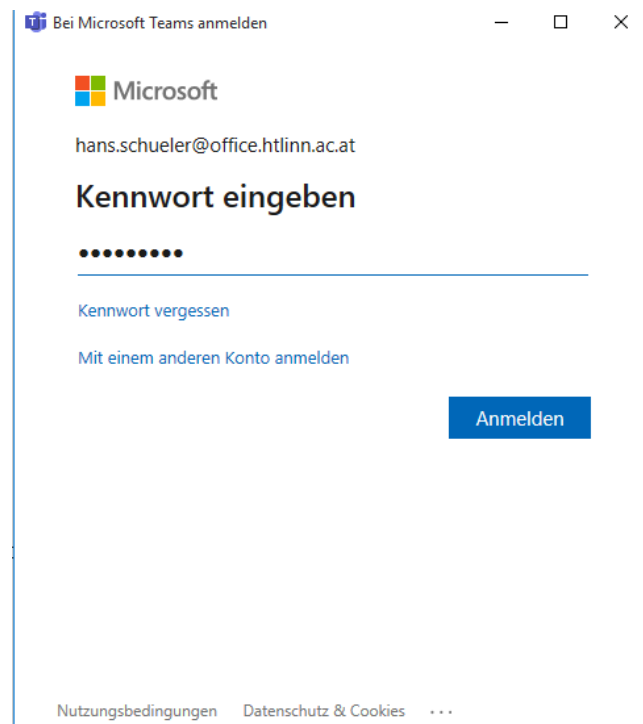 Bei Microsoft Teams anmelden
Microsoft
hans.schueler@office.htlinn.ac.at
Kennwort eingeben
•••••••••
Kennwort vergessen
Mit einem anderen Konto anmelden
Anmelden
Nutzungsbedingungen Datenschutz & Cookies ...